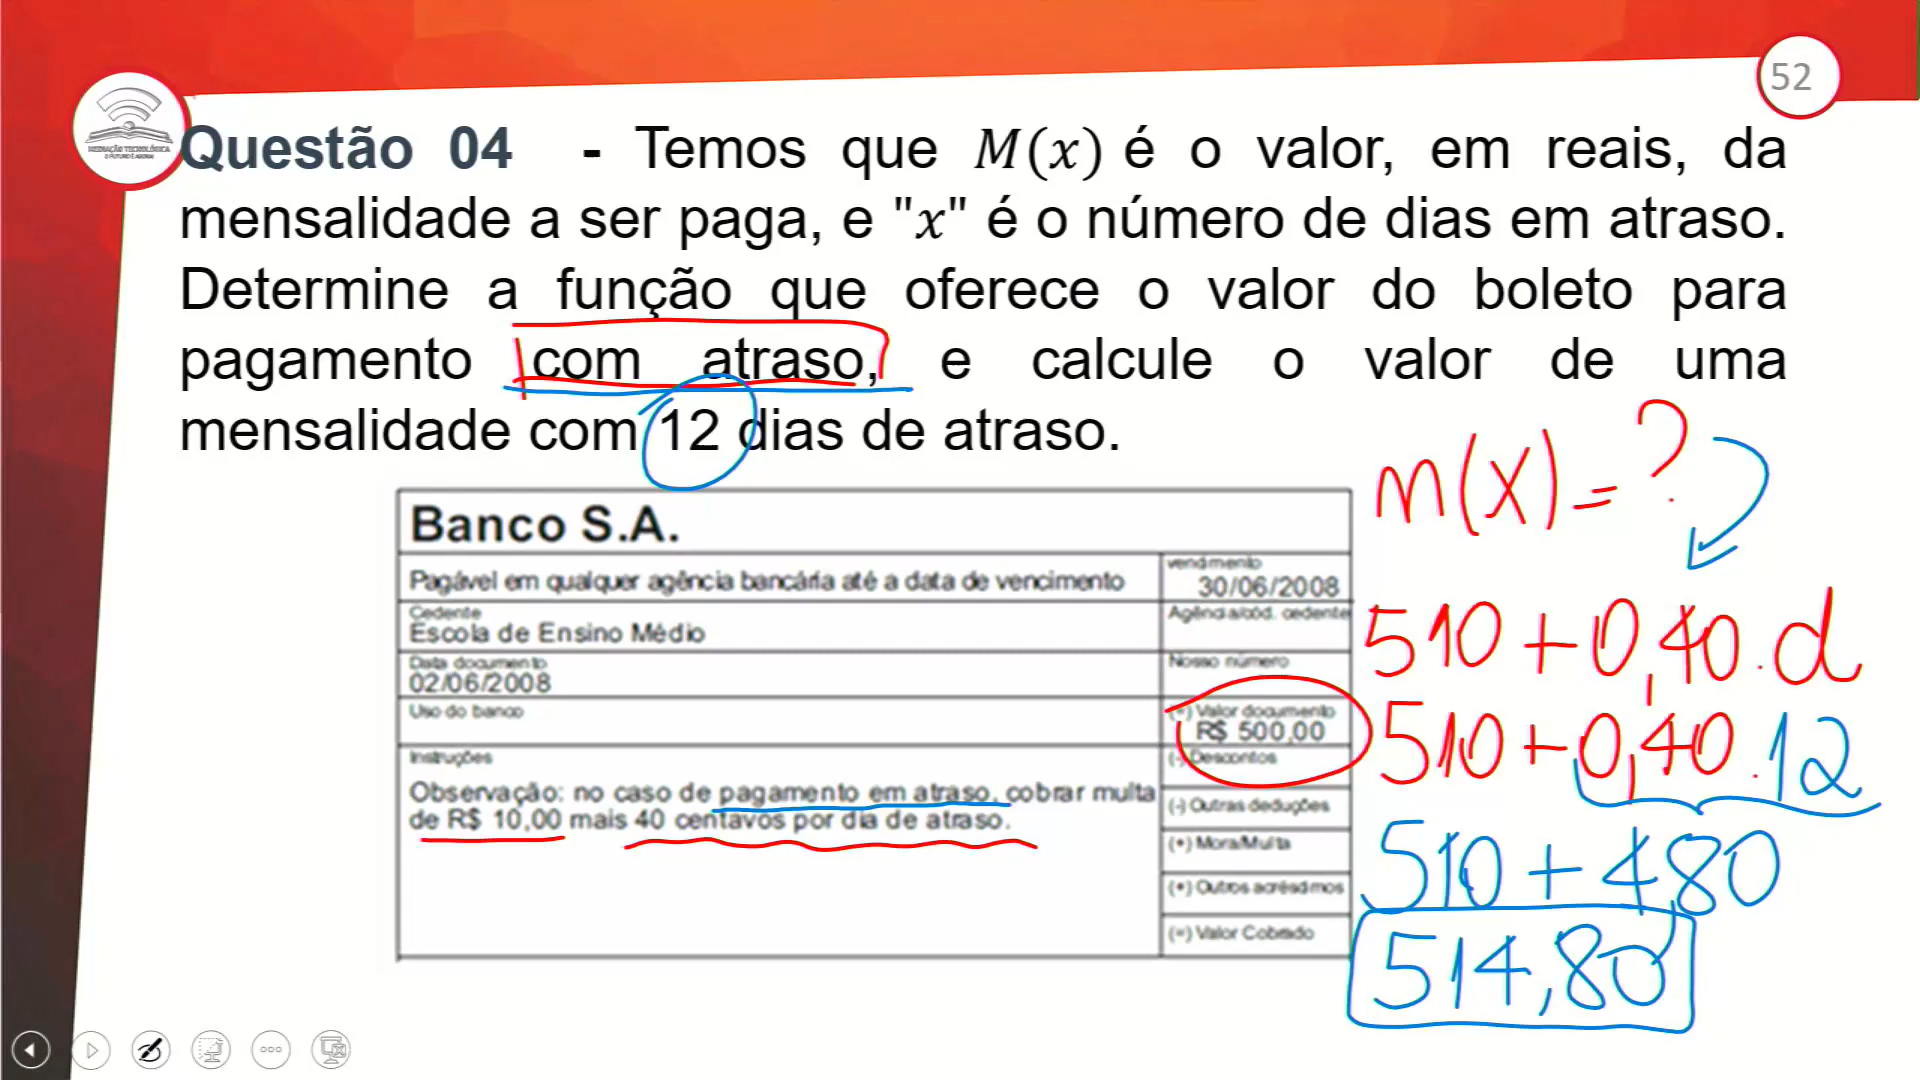 52
MEDIAÇÃO TECNOLÓGICA
O FUTURO É AGORA!
Questão 04 - Temos que M(x) é o valor, em reais, da
mensalidade a ser paga, e "x" é o número de dias em atraso.
Determine a função que oferece o valor do boleto para
pagamento com atraso, e calcule o valor de uma
mensalidade com 12 dias de atraso.
m(x)=?
Banco S.A.
Pagável em qualquer agência bancária até a data de vencimento
vencimento
30/06/2008
Cedente
Escola de Ensino Médio
Agência/cód. cedente
Data documento
02/06/2008
Nosso número
Uso do banco
(=) Valor documento
R$ 500,00
Instruções
(-) Descontos
Observação: no caso de pagamento em atraso, cobrar multa
de R$ 10,00 mais 40 centavos por dia de atraso.
(-) Outras deduções
(+) Mora/Multa
(+) Outros acréscimos
(=) Valor Cobrado
510+0,40.d
510+0,40.12
510+4,80
514,80